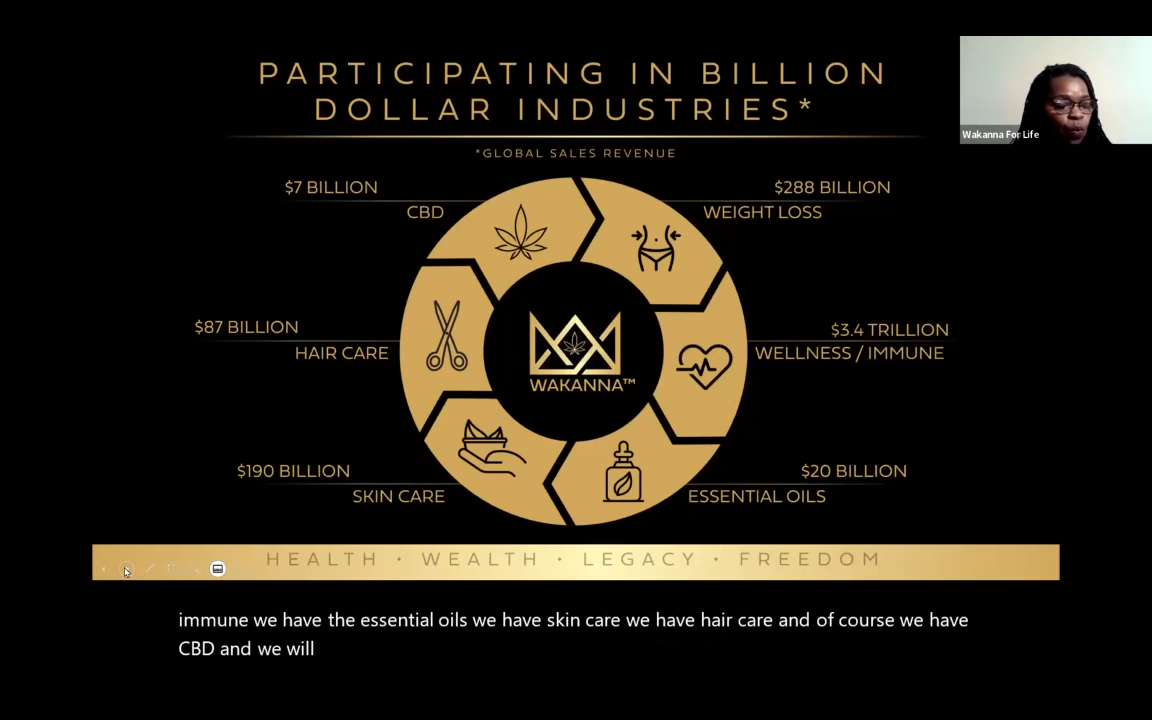 PARTICIPATING IN BILLION
DOLLAR INDUSTRIES*
*GLOBAL SALES REVENUE
Wakanna For Life
$7 BILLION
CBD
$288 BILLION
WEIGHT LOSS
$87 BILLION
HAIR CARE
$3.4 TRILLION
WELLNESS / IMMUNE
WAKANNA™
$190 BILLION
SKIN CARE
$20 BILLION
ESSENTIAL OILS
HEALTH • WEALTH • LEGACY • FREEDOM
immune we have the essential oils we have skin care we have hair care and of course we have
CBD and we will